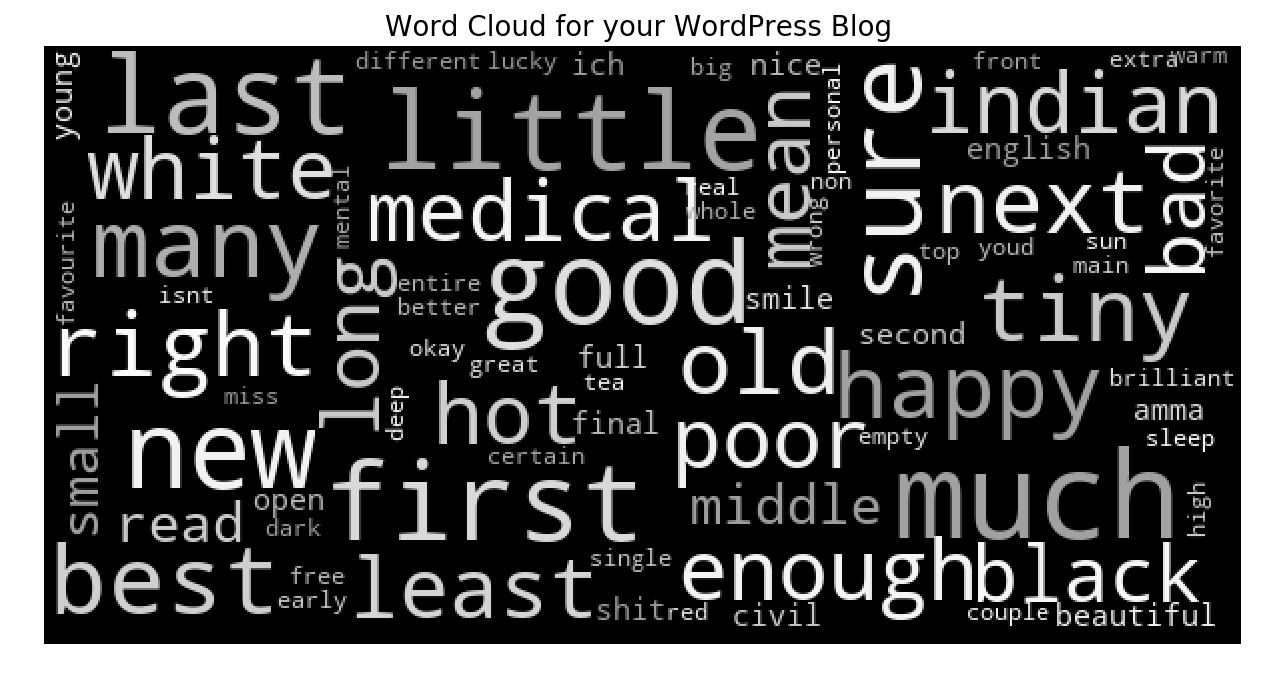 Word Cloud for your WordPress Blog
young
last
different
lucky
ich
big
nice
personal
sure
front
extra
warm
little
mean
indian
english
white
mental
medical
real
non
whole
wrong
next
bad
favorite
favourite
many
isnt
long
entire
better
good
smile
top
youd
sun
main
tiny
second
right
okay
great
full
tea
old
happy
brilliant
miss
small
deep
hot
final
poor
empty
amma
sleep
new
certain
first
middle
much
high
read
open
dark
best
free
early
least
single
shit
red
enough
civil
black
couple
beautiful